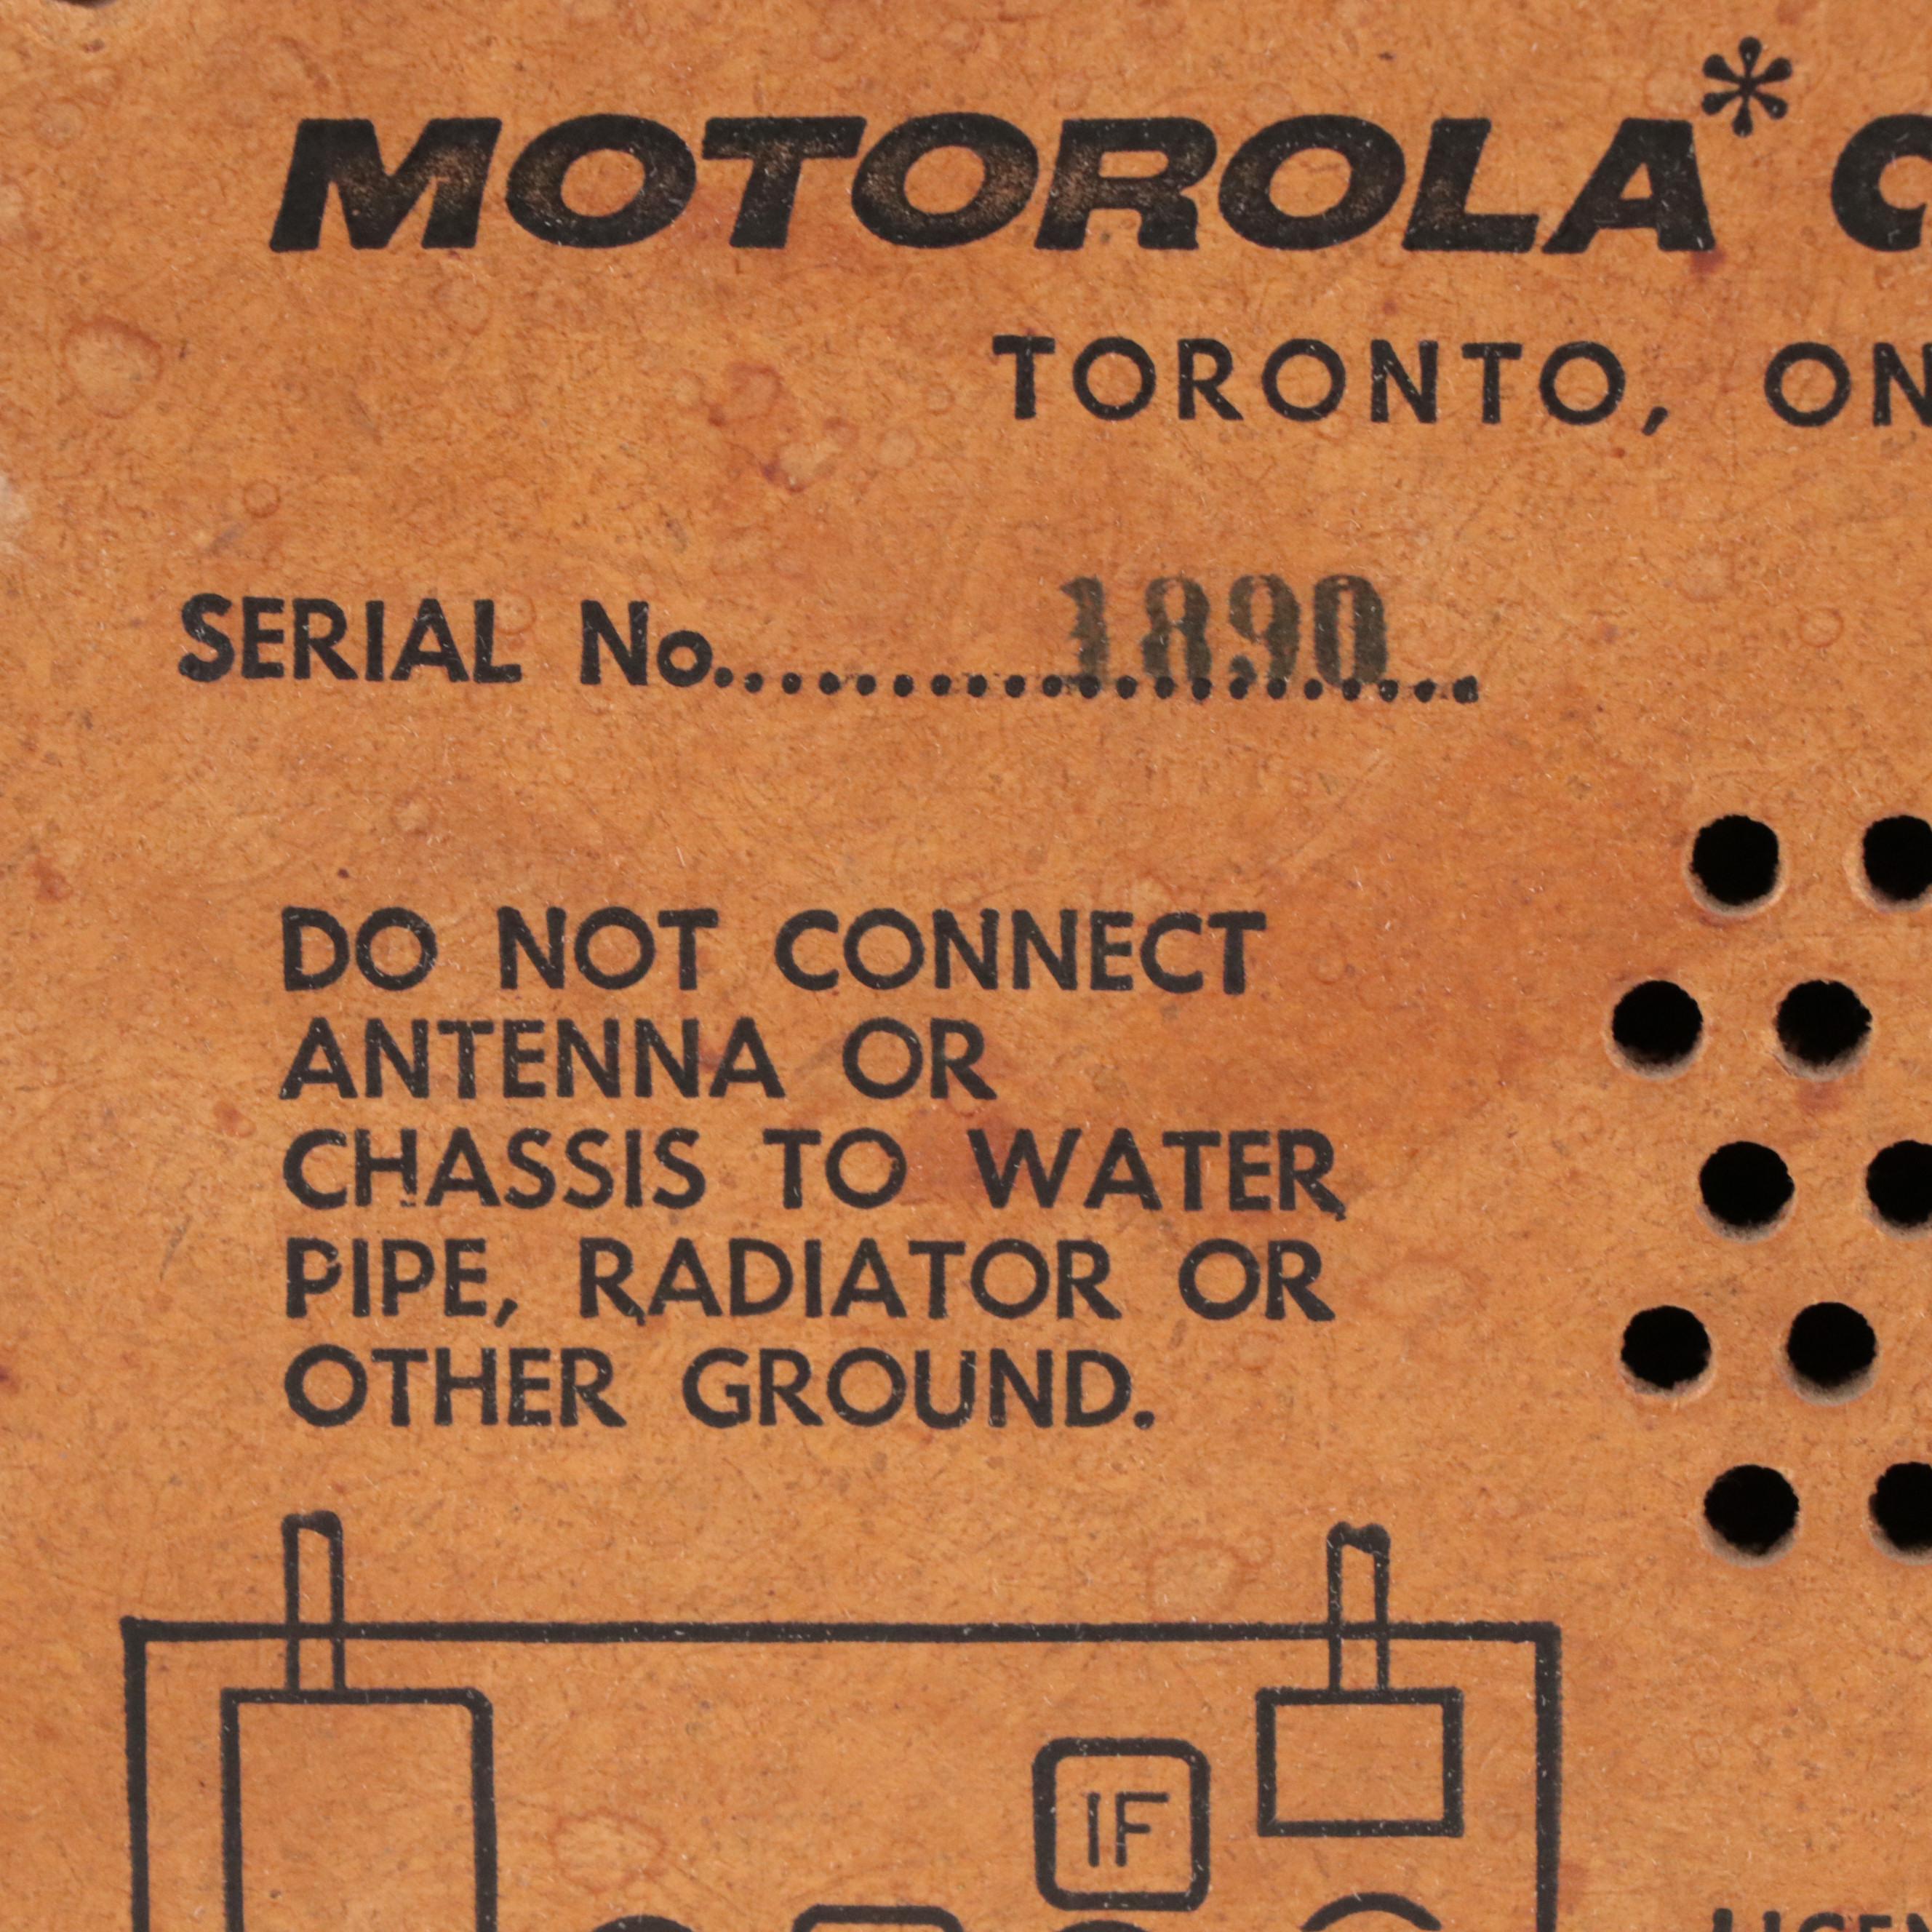 MOTOROLA* C
TORONTO, ON
SERIAL No. 1890
DO NOT CONNECT
ANTENNA OR
CHASSIS TO WATER
PIPE, RADIATOR OR
OTHER GROUND.
IF